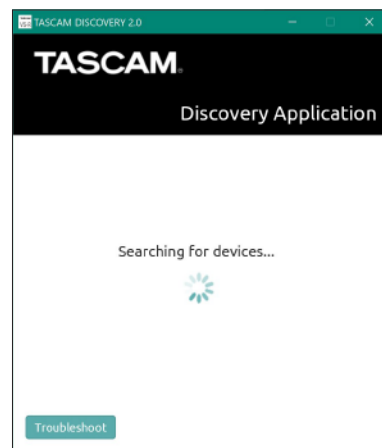 TASCAM DISCOVERY 2.0
TASCAM.
Discovery Application
Searching for devices...
Troubleshoot